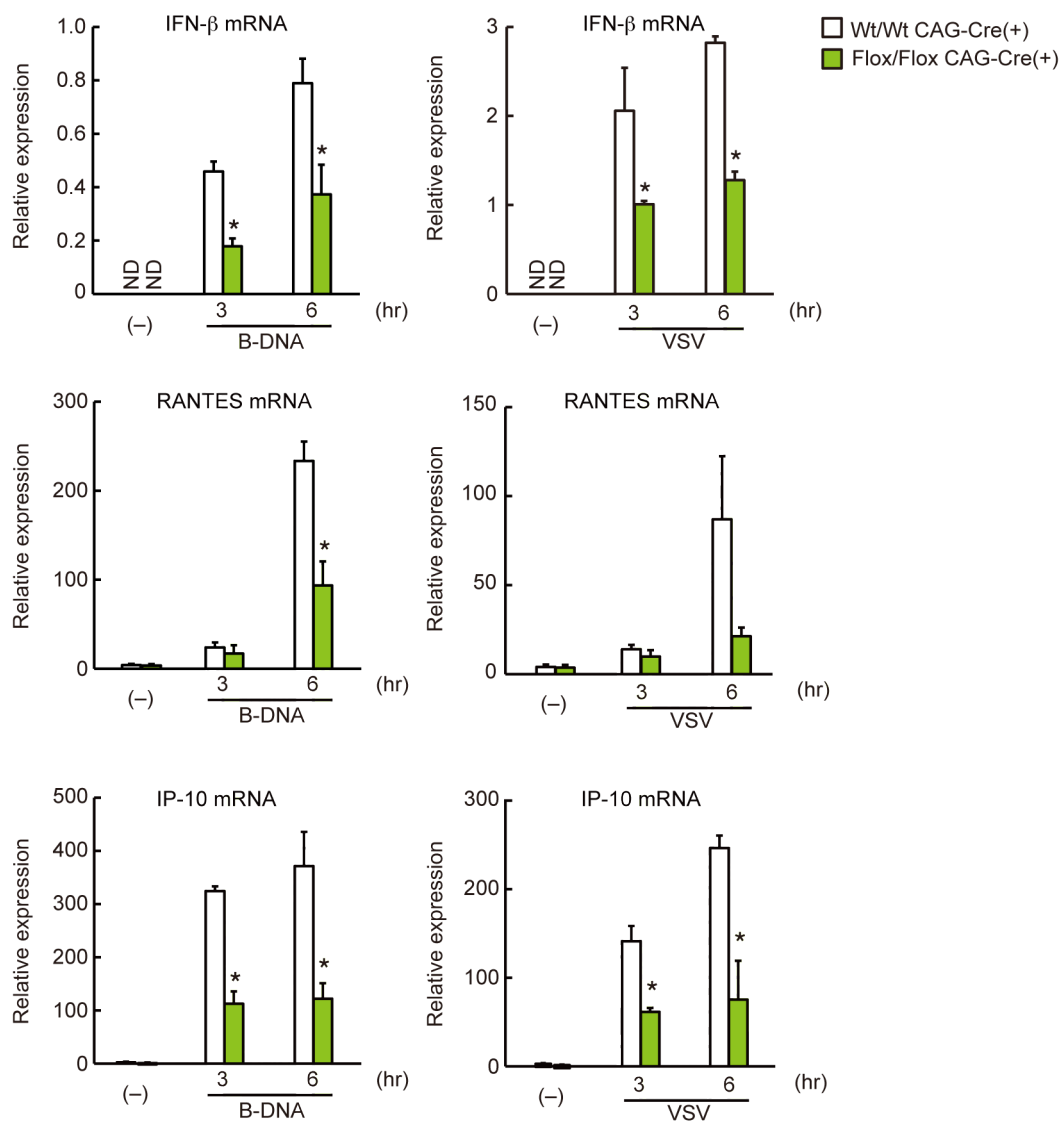 IFN-β mRNA
Relative expression
1.0
0.8
0.6
0.4
0.2
0
ND
ND
*
*
(–)
3
6
(hr)
B-DNA
IFN-β mRNA
Relative expression
3
2
1
0
ND
ND
*
*
(–)
3
6
(hr)
VSV
Wt/Wt CAG-Cre(+)
Flox/Flox CAG-Cre(+)
RANTES mRNA
Relative expression
300
200
100
0
*
(–)
3
6
(hr)
B-DNA
RANTES mRNA
Relative expression
150
100
50
0
(–)
3
6
(hr)
VSV
IP-10 mRNA
Relative expression
500
400
300
200
100
0
*
*
(–)
3
6
(hr)
B-DNA
IP-10 mRNA
Relative expression
300
200
100
0
*
*
(–)
3
6
(hr)
VSV